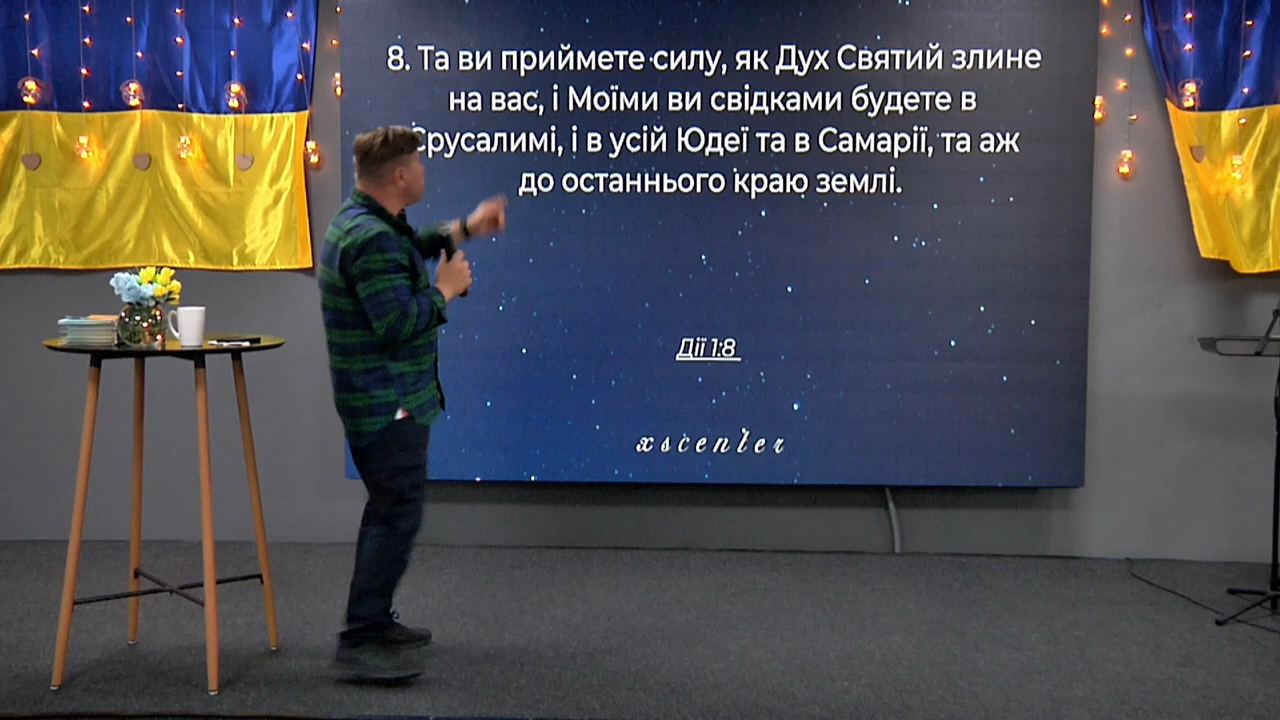 8. Та ви приймете силу, як Дух Святий злине
на вас, і Моїми ви свідками будете в
Єрусалимі, і в усій Юдеї та в Самарії, та аж
до останнього краю землі.
Дії 1:8
xscenter